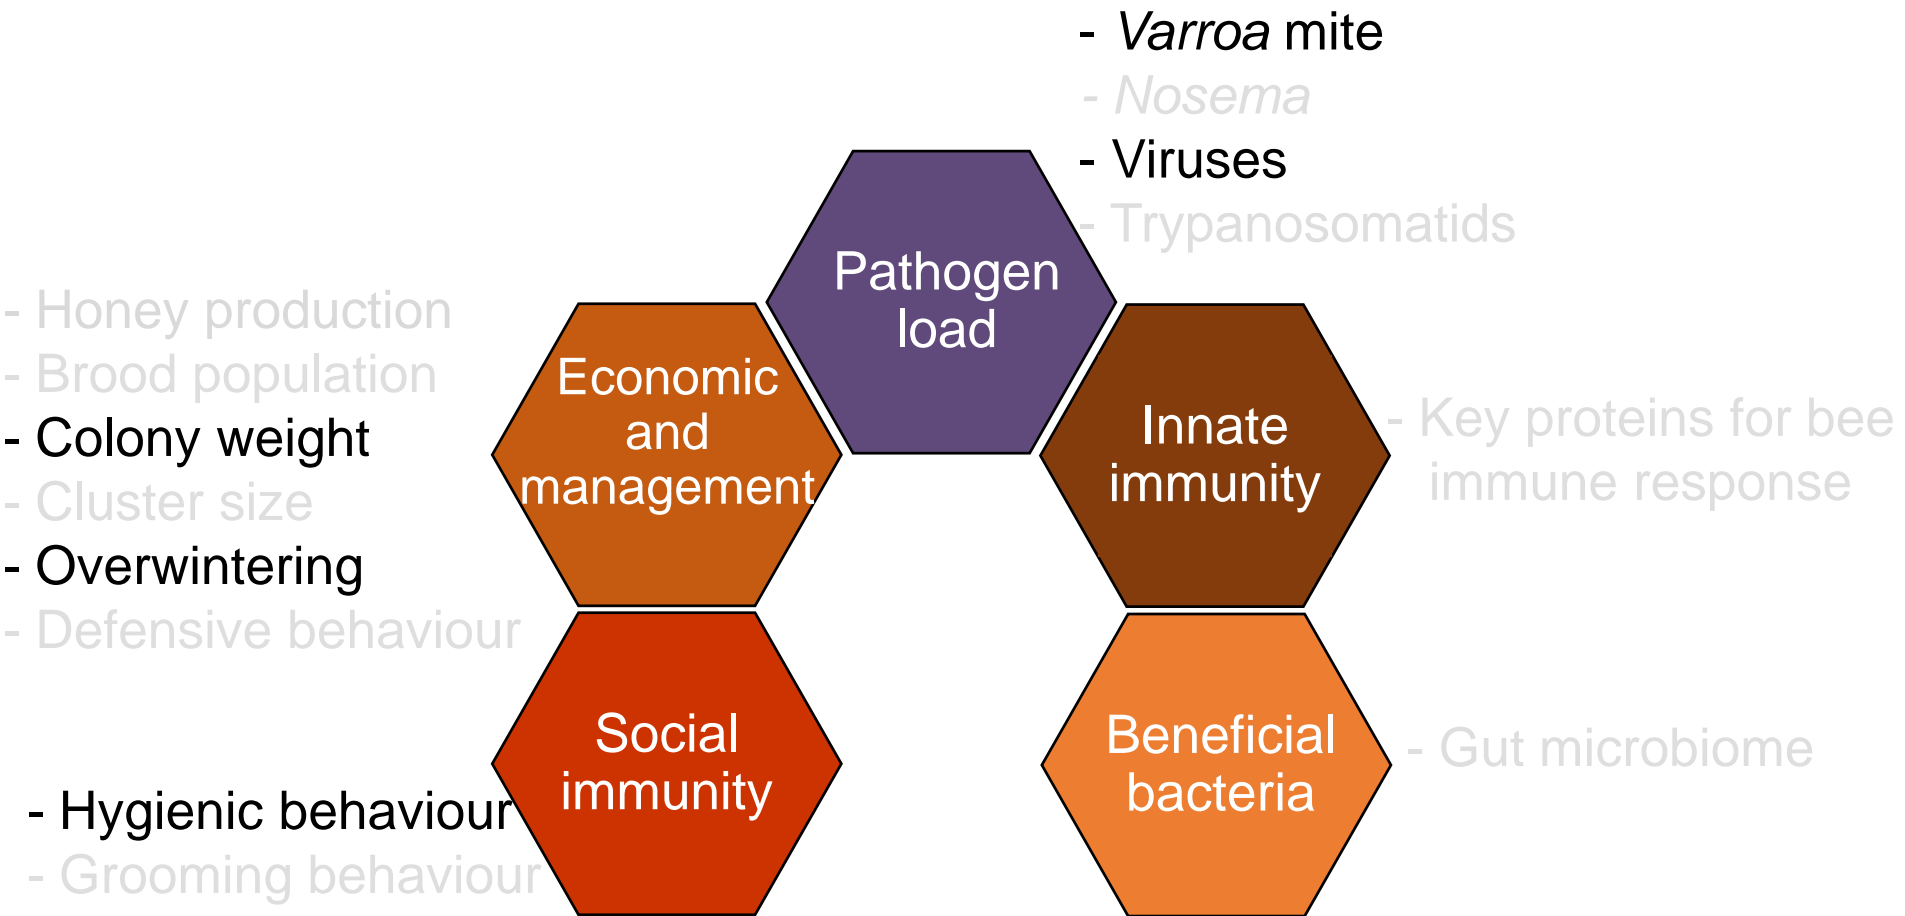 - Varroa mite
- Nosema
- Viruses
- Trypanosomatids
Pathogen
load
- Honey production
- Brood population
- Colony weight
- Cluster size
- Overwintering
- Defensive behaviour
Economic
and
management
Innate
immunity
- Key proteins for bee
immune response
Social
immunity
- Hygienic behaviour
- Grooming behaviour
Beneficial
bacteria
- Gut microbiome